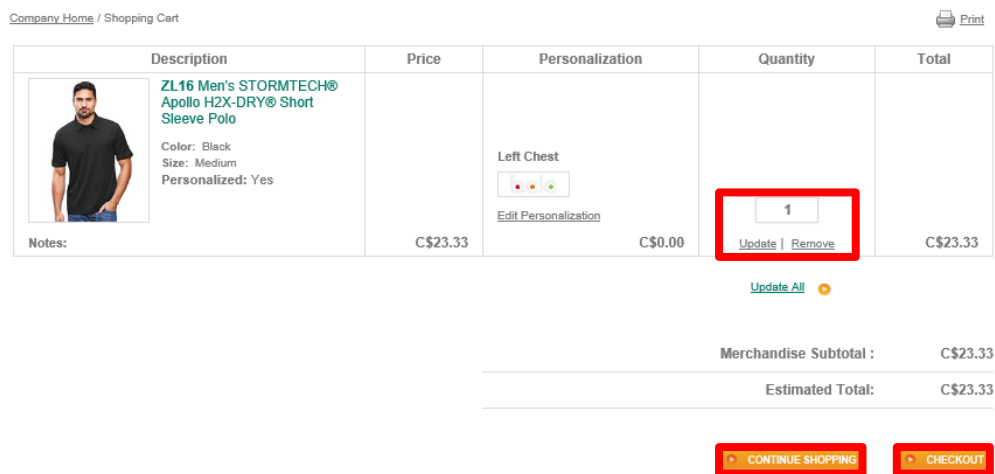 Company Home / Shopping Cart
Print
Description Price Personalization Quantity Total
ZL16 Men's STORMTECH®
Apollo H2X-DRY® Short
Sleeve Polo
Color: Black
Size: Medium
Personalized: Yes
Left Chest
Edit Personalization
1
Notes: C$23.33 C$0.00 Update | Remove C$23.33
Update All
Merchandise Subtotal : C$23.33
Estimated Total: C$23.33
CONTINUE SHOPPING CHECKOUT